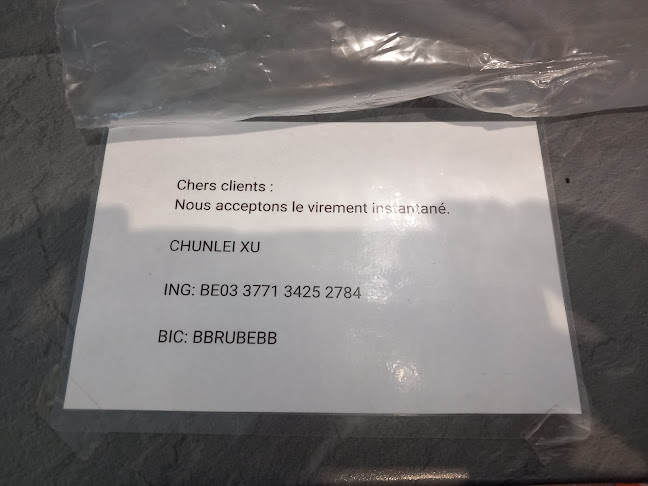 Chers clients :
Nous acceptons le virement instantané.
CHUNLEI XU
ING: BE03 3771 3425 2784
BIC: BBRUBEBB